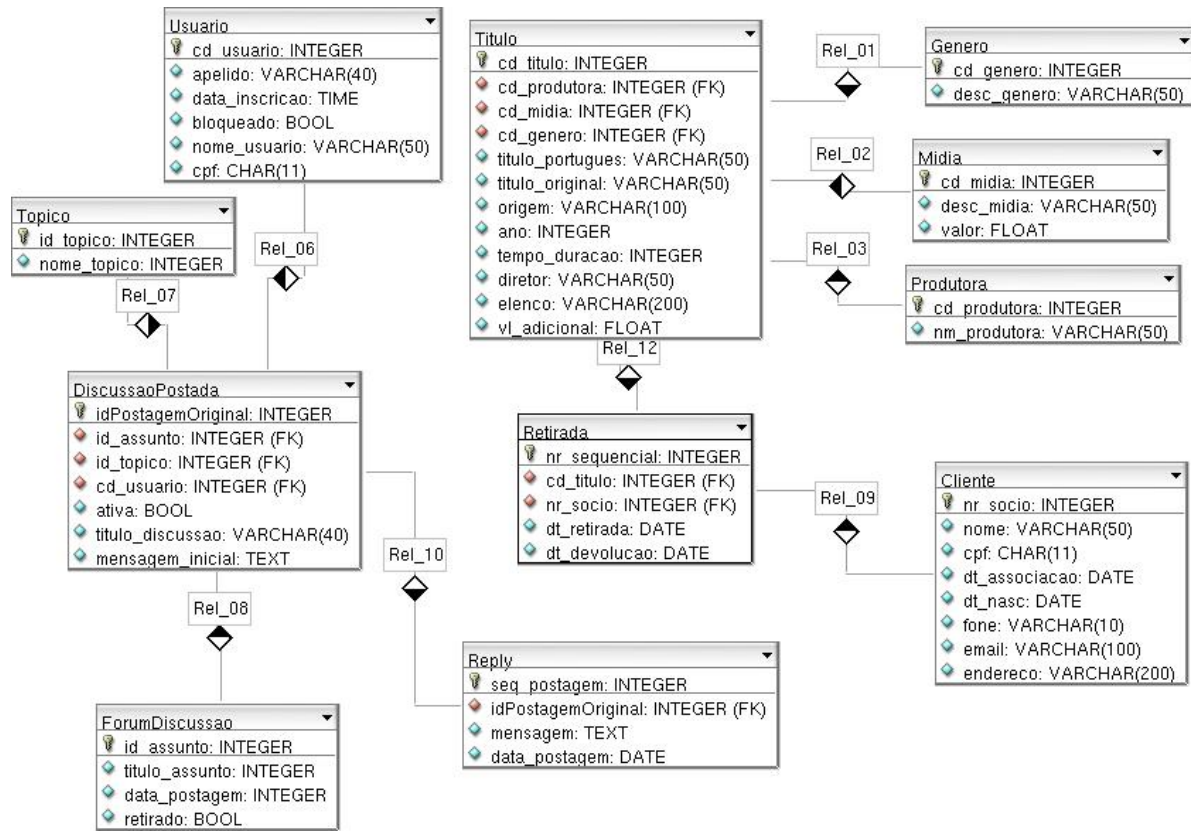 Usuario
cd_usuario: INTEGER
apelido: VARCHAR(40)
data_inscricao: TIME
bloqueado: BOOL
nome_usuario: VARCHAR(50)
cpf: CHAR(11)
Titulo
cd_titulo: INTEGER
cd_produtora: INTEGER (FK)
cd_midia: INTEGER (FK)
cd_genero: INTEGER (FK)
titulo_portugues: VARCHAR(50)
titulo_original: VARCHAR(50)
origem: VARCHAR(100)
ano: INTEGER
tempo_duracao: INTEGER
diretor: VARCHAR(50)
elenco: VARCHAR(200)
vl_adicional: FLOAT
Rel_01
Genero
cd_genero: INTEGER
desc_genero: VARCHAR(50)
Rel_02
Midia
cd_midia: INTEGER
desc_midia: VARCHAR(50)
valor: FLOAT
Rel_03
Produtora
cd_produtora: INTEGER
nm_produtora: VARCHAR(50)
Topico
id_topico: INTEGER
nome_topico: INTEGER
Rel_06
Rel_07
Rel_12
DiscussaoPostada
idPostagemOriginal: INTEGER
id_assunto: INTEGER (FK)
id_topico: INTEGER (FK)
cd_usuario: INTEGER (FK)
ativa: BOOL
titulo_discussao: VARCHAR(40)
mensagem_inicial: TEXT
Retirada
nr_sequencial: INTEGER
cd_titulo: INTEGER (FK)
nr_socio: INTEGER (FK)
dt_retirada: DATE
dt_devolucao: DATE
Rel_09
Cliente
nr_socio: INTEGER
nome: VARCHAR(50)
cpf: CHAR(11)
dt_associacao: DATE
dt_nasc: DATE
fone: VARCHAR(10)
email: VARCHAR(100)
endereco: VARCHAR(200)
Rel_10
Rel_08
Reply
seq_postagem: INTEGER
idPostagemOriginal: INTEGER (FK)
mensagem: TEXT
data_postagem: DATE
ForumDiscussao
id_assunto: INTEGER
titulo_assunto: INTEGER
data_postagem: INTEGER
retirado: BOOL